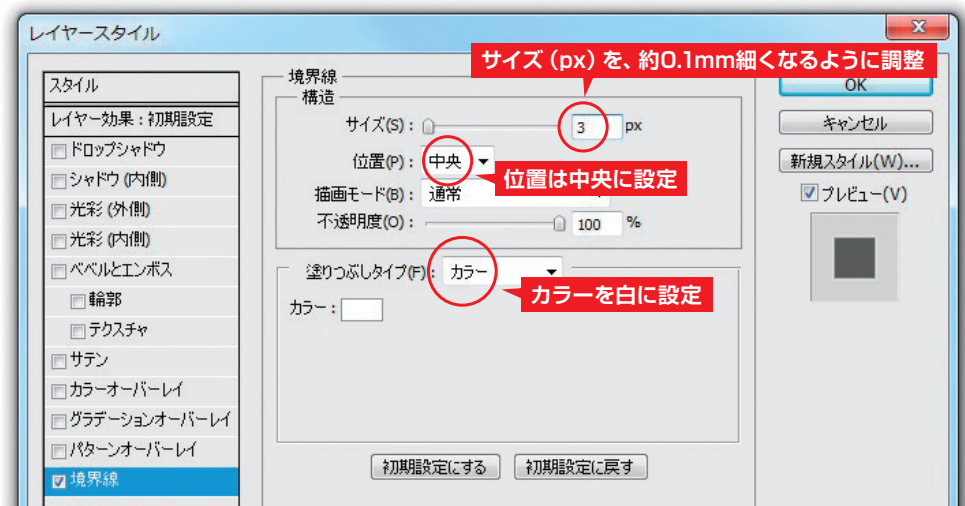 レイヤースタイル
サイズ（px）を、約0.1mm細くなるように調整
スタイル
レイヤー効果：初期設定
ドロップシャドウ
シャドウ (内側)
光彩 (外側)
光彩 (内側)
ベベルとエンボス
輪郭
テクスチャ
サテン
カラーオーバーレイ
グラデーションオーバーレイ
パターンオーバーレイ
境界線
境界線
構造
サイズ(S)： 3 px
位置(P)： 中央
位置は中央に設定
描画モード(B)： 通常
不透明度(O)： 100 %
塗りつぶしタイプ(F)： カラー
カラーを白に設定
カラー：
初期設定にする 初期設定に戻す
OK
キャンセル
新規スタイル(W)...
プレビュー(V)